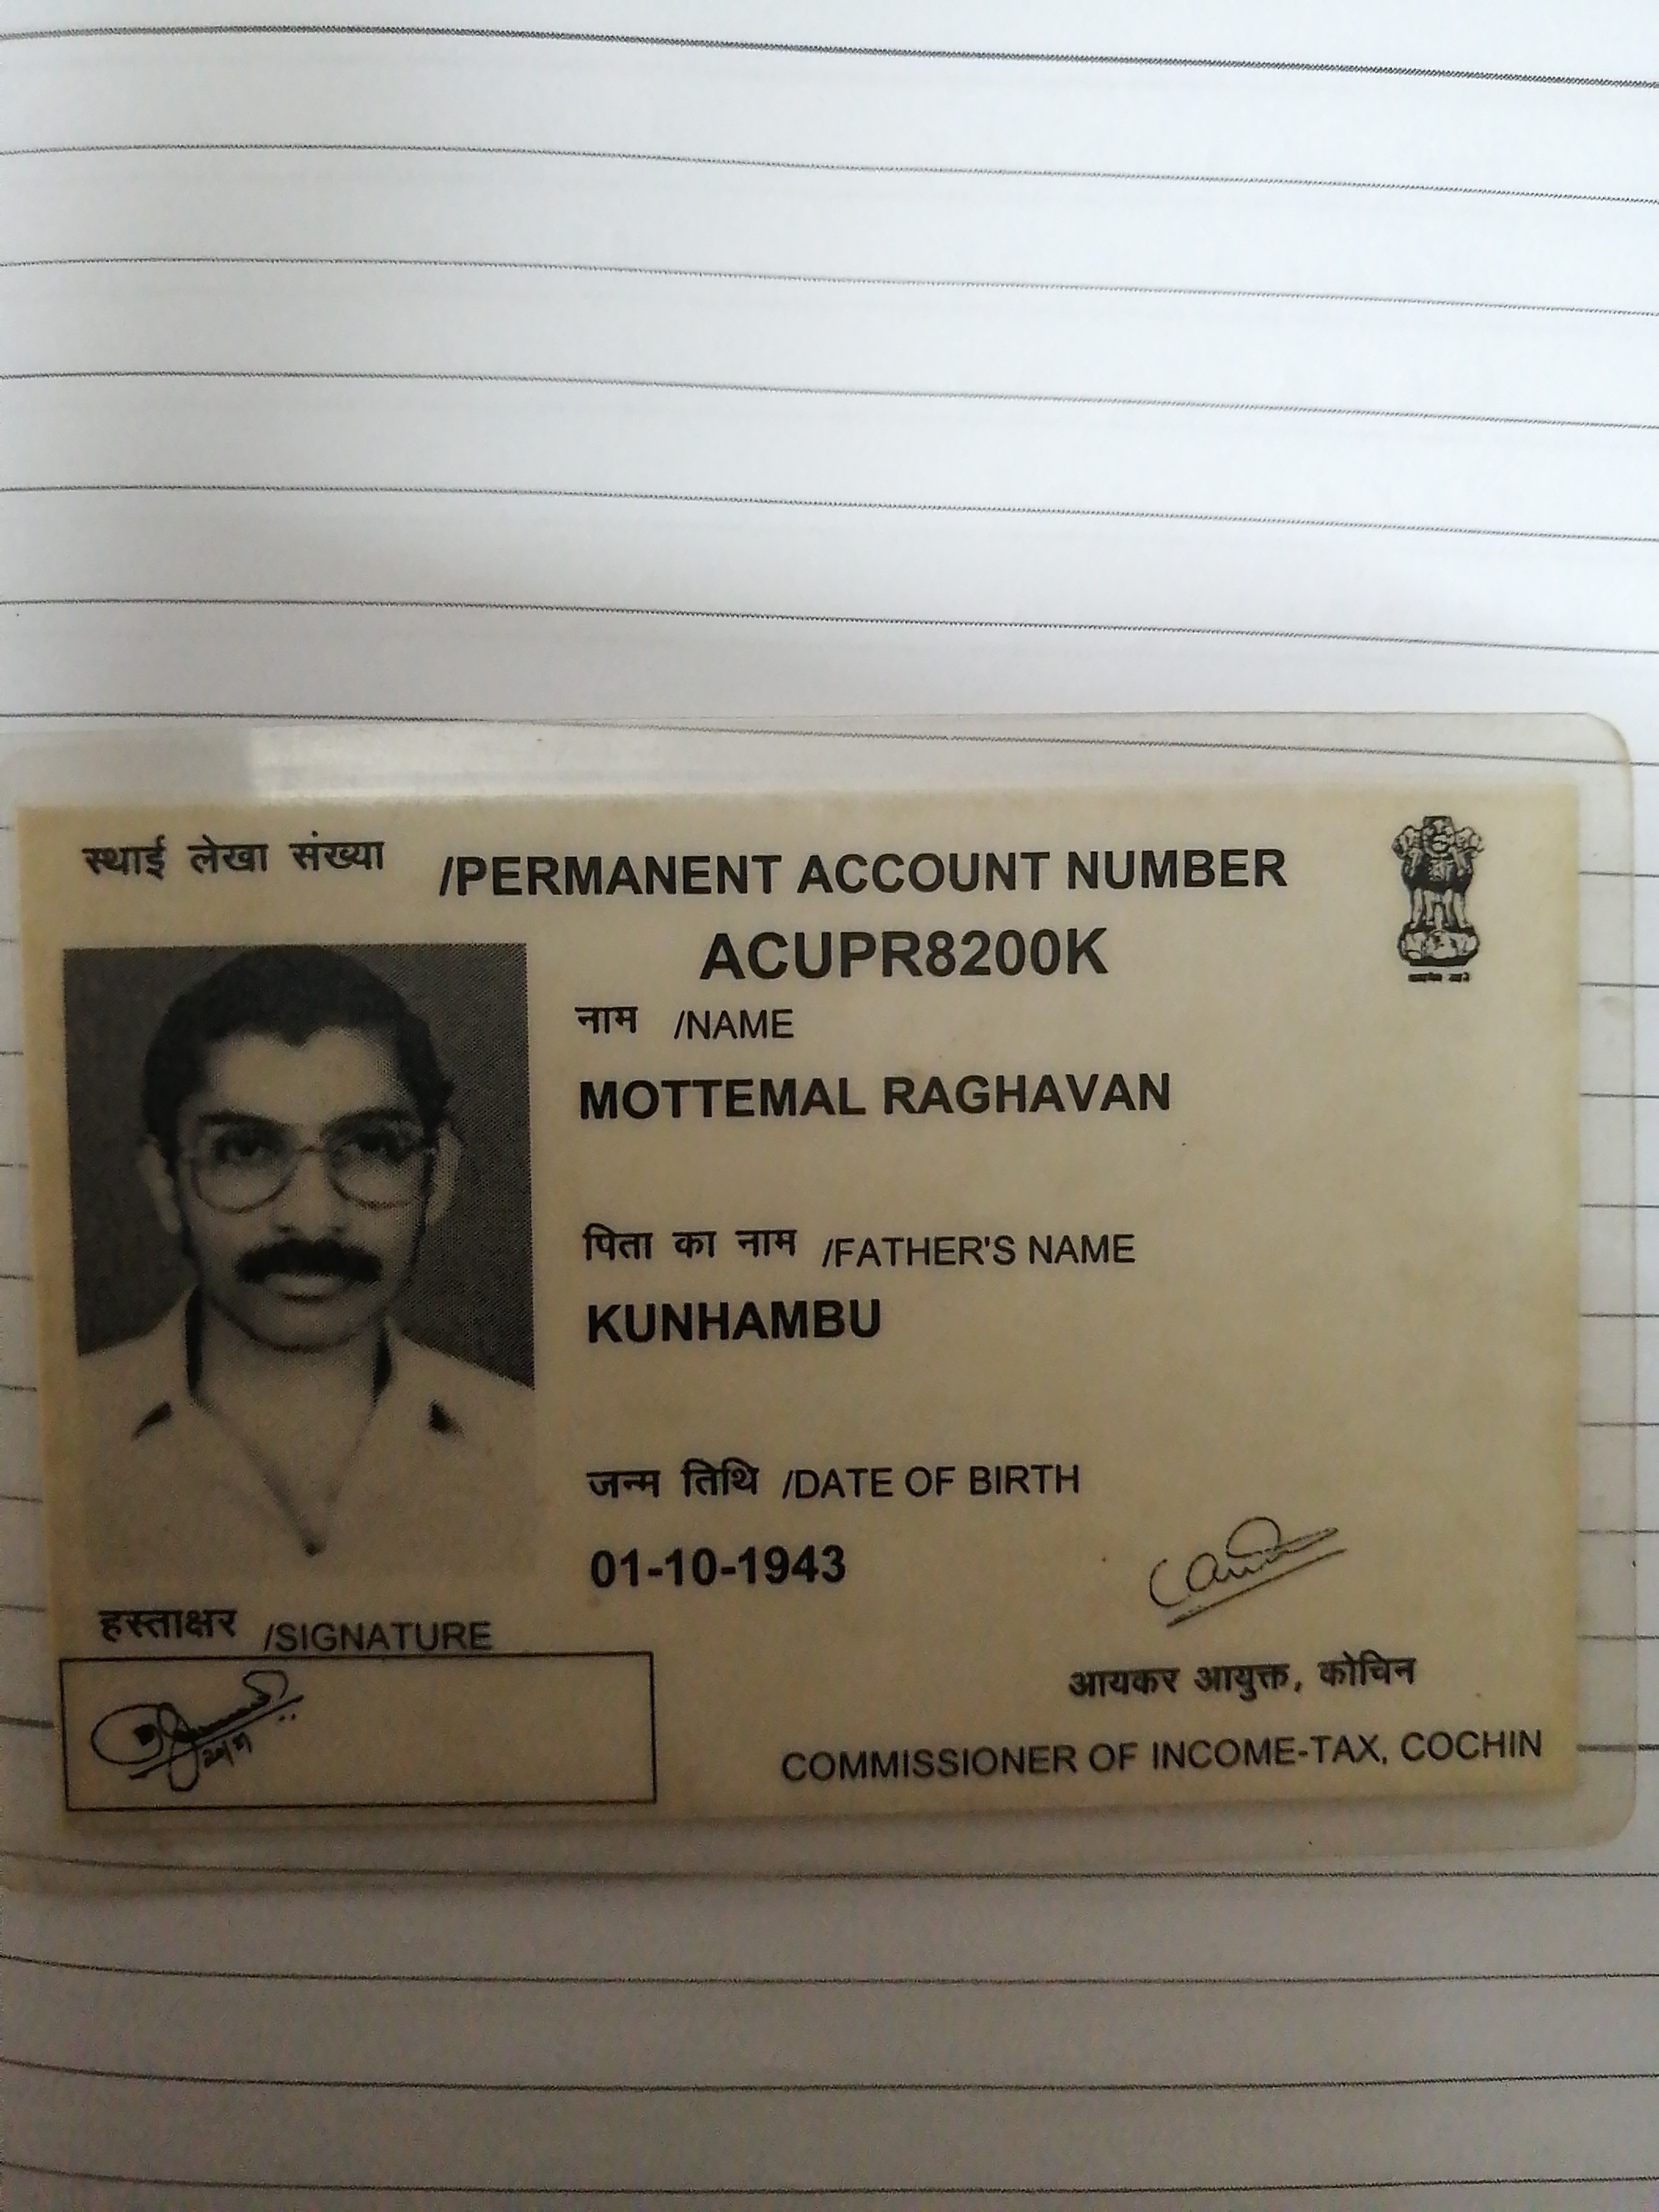 स्थाई लेखा संख्या /PERMANENT ACCOUNT NUMBER
ACUPR8200K
नाम /NAME
MOTTEMAL RAGHAVAN
पिता का नाम /FATHER'S NAME
KUNHAMBU
जन्म तिथि /DATE OF BIRTH
01-10-1943
हस्ताक्षर /SIGNATURE
आयकर आयुक्त, कोचिन
COMMISSIONER OF INCOME-TAX, COCHIN